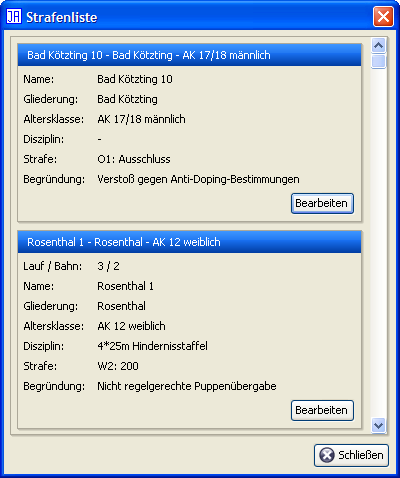 JA Strafenliste
Bad Kötzting 10 - Bad Kötzting - AK 17/18 männlich
Name: Bad Kötzting 10
Gliederung: Bad Kötzting
Altersklasse: AK 17/18 männlich
Disziplin: -
Strafe: O1: Ausschluss
Begründung: Verstoß gegen Anti-Doping-Bestimmungen
Bearbeiten
Rosenthal 1 - Rosenthal - AK 12 weiblich
Lauf / Bahn: 3 / 2
Name: Rosenthal 1
Gliederung: Rosenthal
Altersklasse: AK 12 weiblich
Disziplin: 4*25m Hindernisstaffel
Strafe: W2: 200
Begründung: Nicht regelgerechte Puppenübergabe
Bearbeiten
Schließen